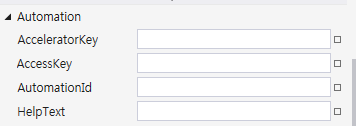 Automation
AcceleratorKey
AccessKey
AutomationId
HelpText